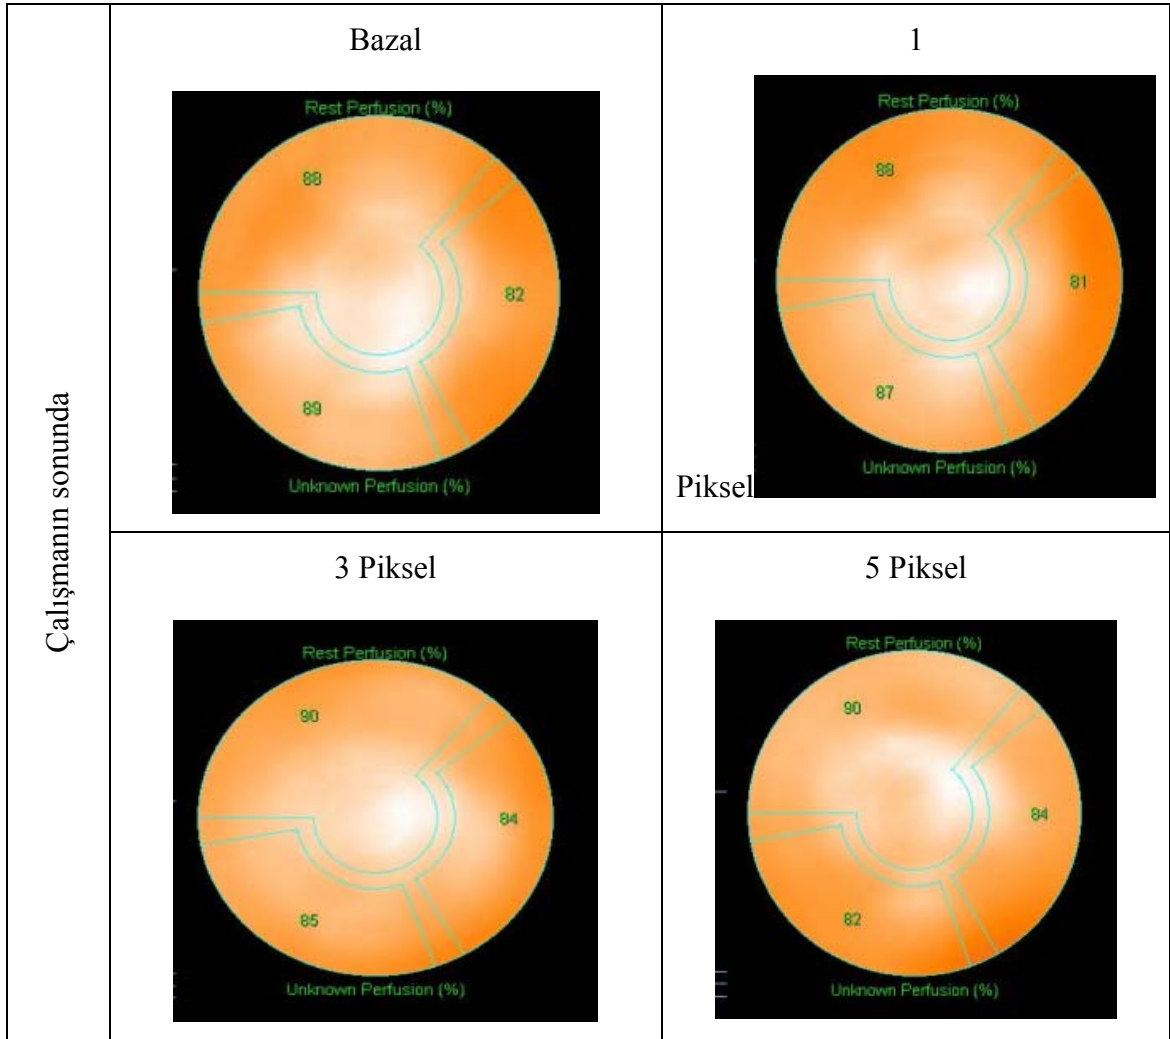 Çalışmanın sonunda
Bazal
Rest Perfusion (%)
88
82
89
Unknown Perfusion (%)
1
Rest Perfusion (%)
88
81
87
Unknown Perfusion (%)
Piksel
3 Piksel
Rest Perfusion (%)
90
84
85
Unknown Perfusion (%)
5 Piksel
Rest Perfusion (%)
90
84
82
Unknown Perfusion (%)